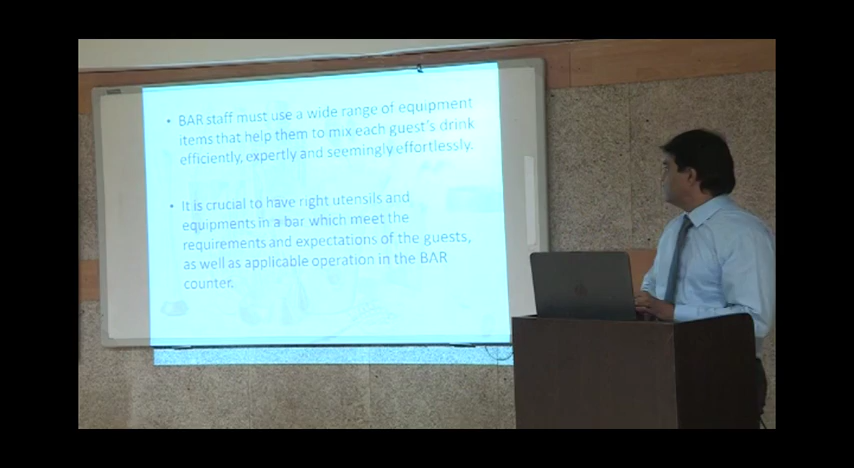 • BAR staff must use a wide range of equipment
items that help them to mix each guest's drink
efficiently, expertly and seemingly effortlessly.
• It is crucial to have right utensils and
equipments in a bar which meet the
requirements and expectations of the guests,
as well as applicable operation in the BAR
counter.